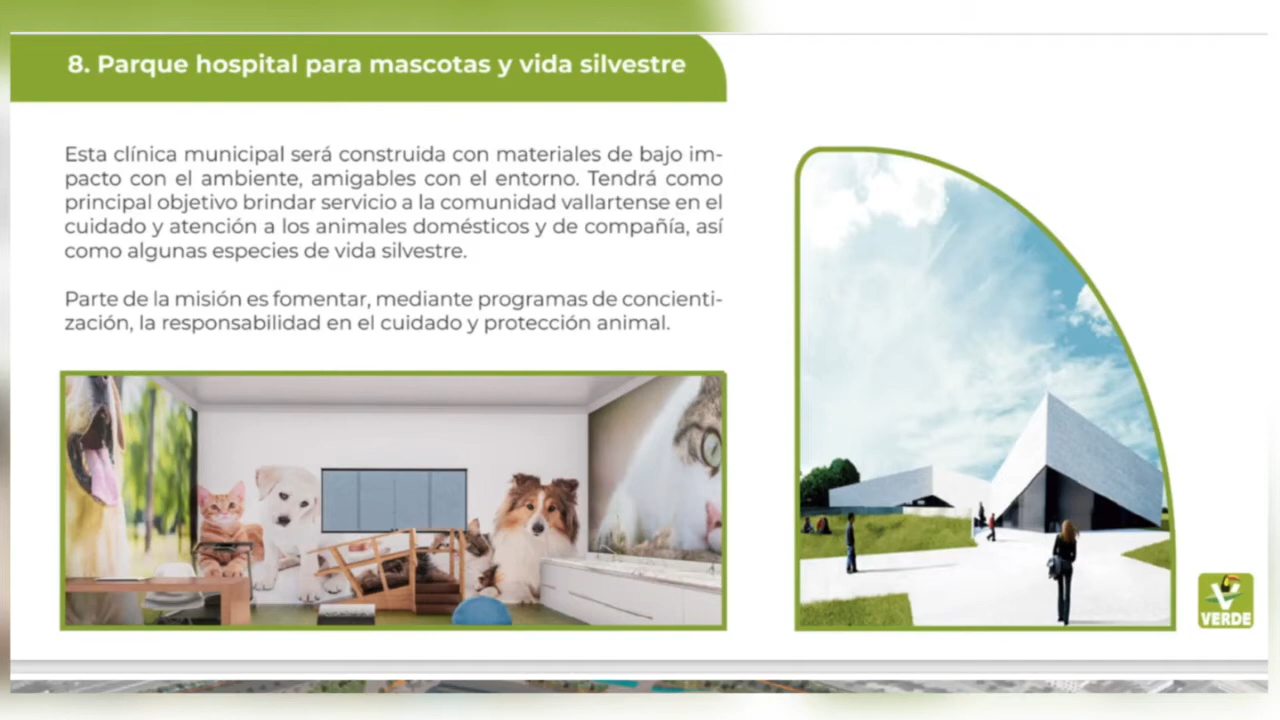 8. Parque hospital para mascotas y vida silvestre
Esta clínica municipal será construida con materiales de bajo im-
pacto con el ambiente, amigables con el entorno. Tendrá como
principal objetivo brindar servicio a la comunidad vallartense en el
cuidado y atención a los animales domésticos y de compañía, así
como algunas especies de vida silvestre.
Parte de la misión es fomentar, mediante programas de concienti-
zación, la responsabilidad en el cuidado y protección animal.
VERDE